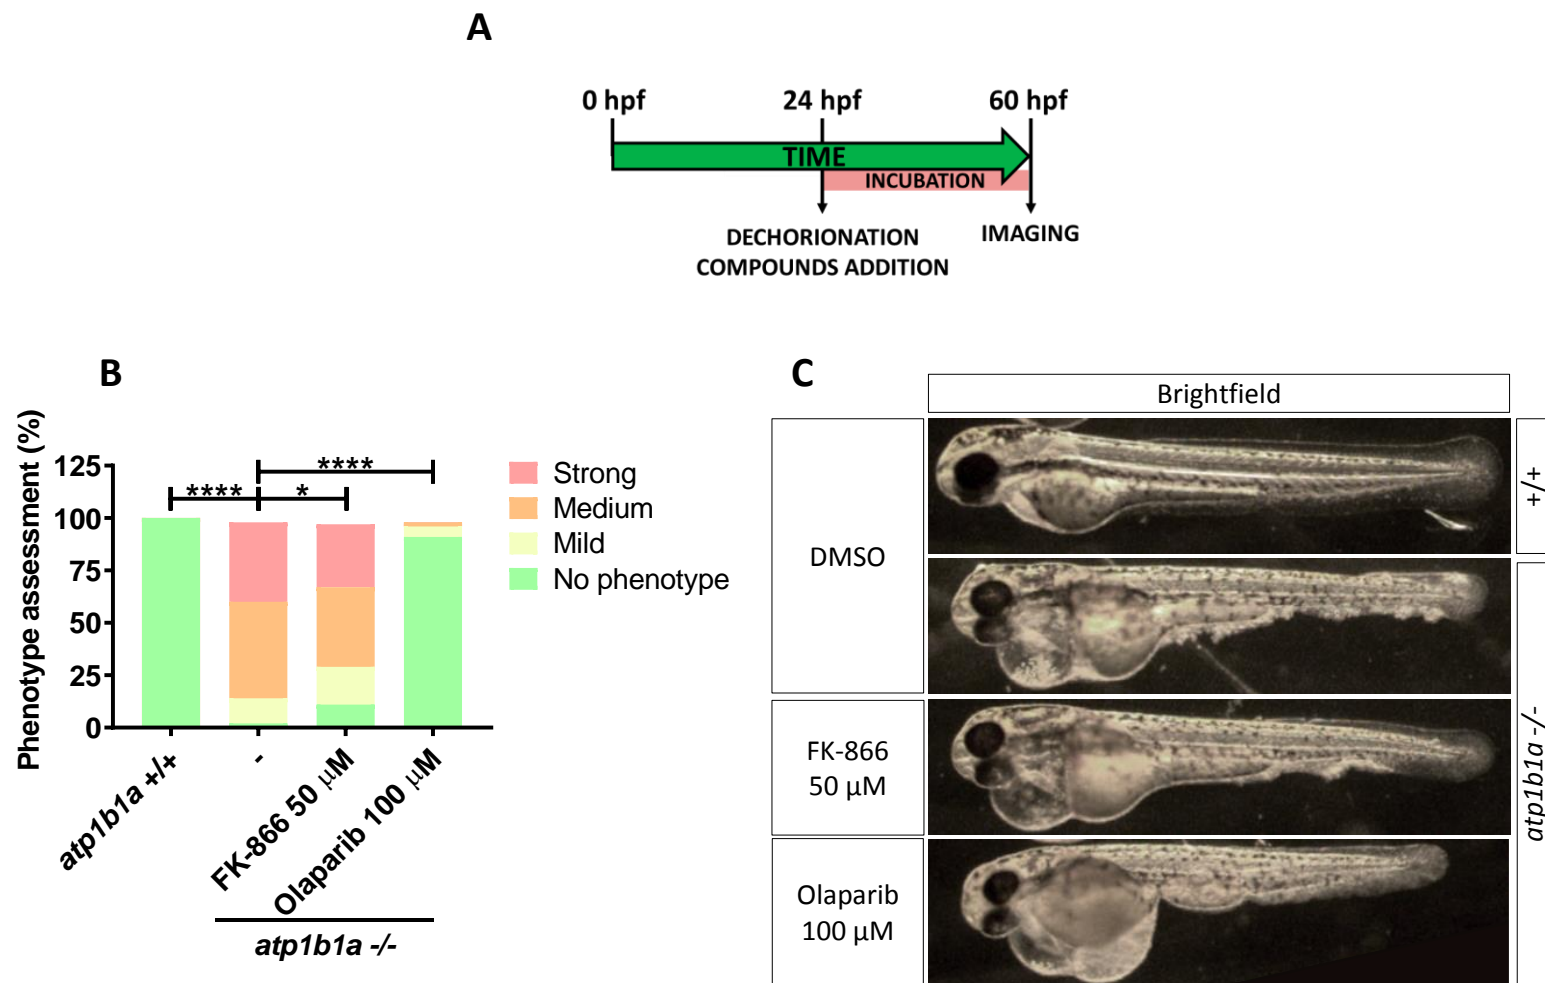 A
0 hpf
24 hpf
60 hpf
TIME
INCUBATION
DECHORIONATION
COMPOUNDS ADDITION
IMAGING
B
Phenotype assessment (%)
125
100
75
50
25
0
****
*
****
Strong
Medium
Mild
No phenotype
atp1b1a +/+
-
FK-866 50 μM
Olaparib 100 μM
atp1b1a -/-
C
Brightfield
DMSO
FK-866
50 μM
Olaparib
100 μM
+/+
atp1b1a -/-